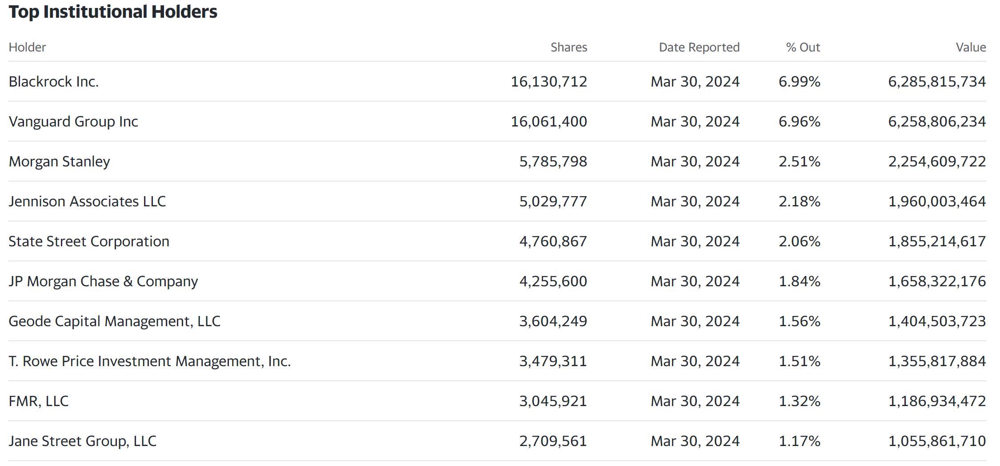 Top Institutional Holders
Holder Shares Date Reported % Out Value
Blackrock Inc. 16,130,712 Mar 30, 2024 6.99% 6,285,815,734
Vanguard Group Inc 16,061,400 Mar 30, 2024 6.96% 6,258,806,234
Morgan Stanley 5,785,798 Mar 30, 2024 2.51% 2,254,609,722
Jennison Associates LLC 5,029,777 Mar 30, 2024 2.18% 1,960,003,464
State Street Corporation 4,760,867 Mar 30, 2024 2.06% 1,855,214,617
JP Morgan Chase & Company 4,255,600 Mar 30, 2024 1.84% 1,658,322,176
Geode Capital Management, LLC 3,604,249 Mar 30, 2024 1.56% 1,404,503,723
T. Rowe Price Investment Management, Inc. 3,479,311 Mar 30, 2024 1.51% 1,355,817,884
FMR, LLC 3,045,921 Mar 30, 2024 1.32% 1,186,934,472
Jane Street Group, LLC 2,709,561 Mar 30, 2024 1.17% 1,055,861,710